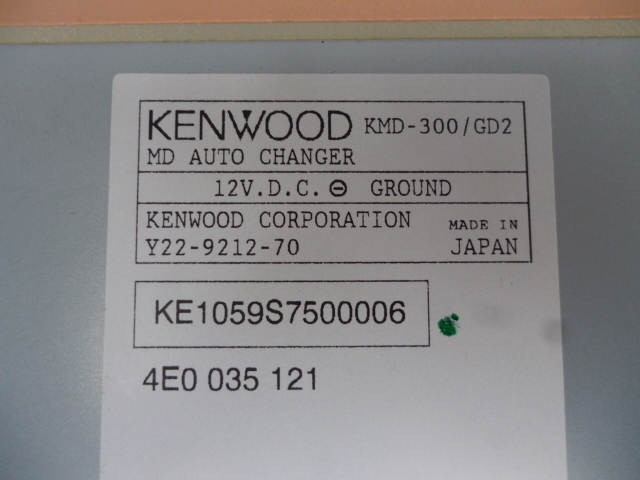 KENWOOD KMD-300/GD2
MD AUTO CHANGER
12V.D.C. ⊖ GROUND
KENWOOD CORPORATION MADE IN
Y22-9212-70 JAPAN
KE1059S7500006
4E0 035 121